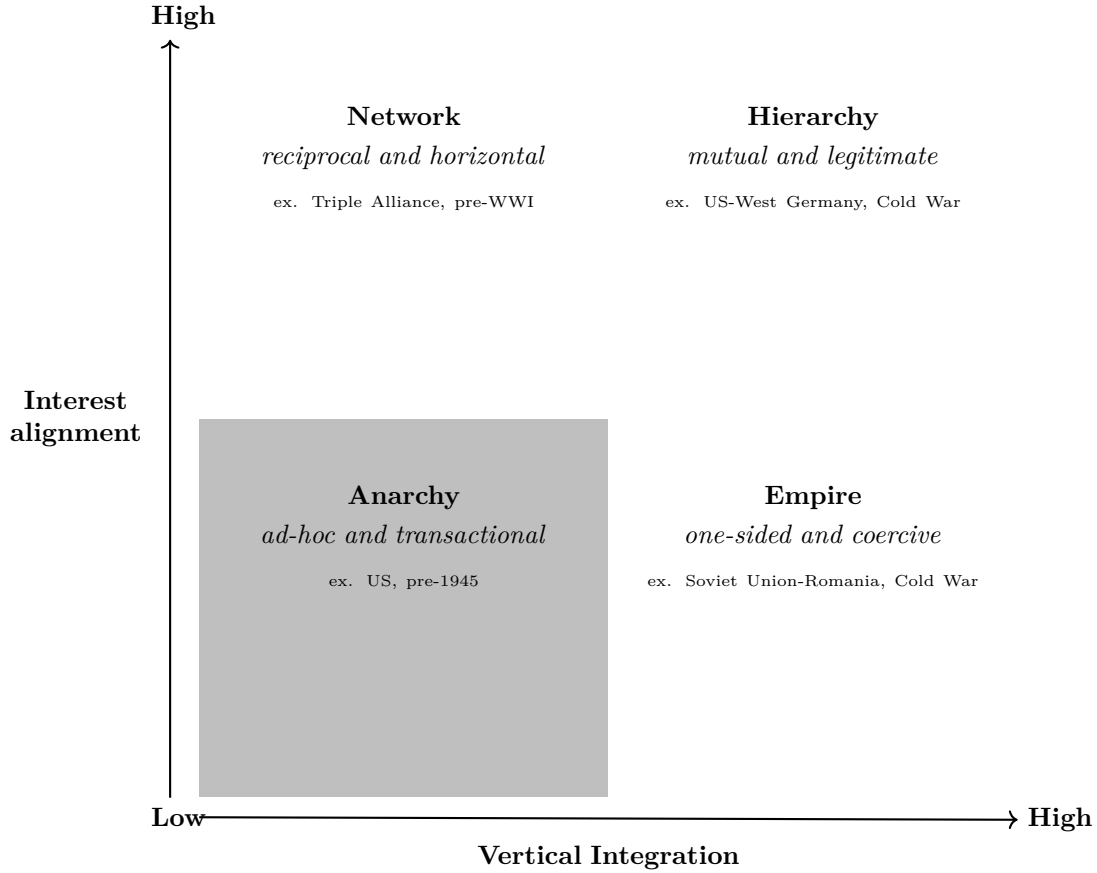 High
Network
reciprocal and horizontal
ex. Triple Alliance, pre-WWI
Hierarchy
mutual and legitimate
ex. US-West Germany, Cold War
Interest
alignment
Anarchy
ad-hoc and transactional
ex. US, pre-1945
Empire
one-sided and coercive
ex. Soviet Union-Romania, Cold War
Low
High
Vertical Integration